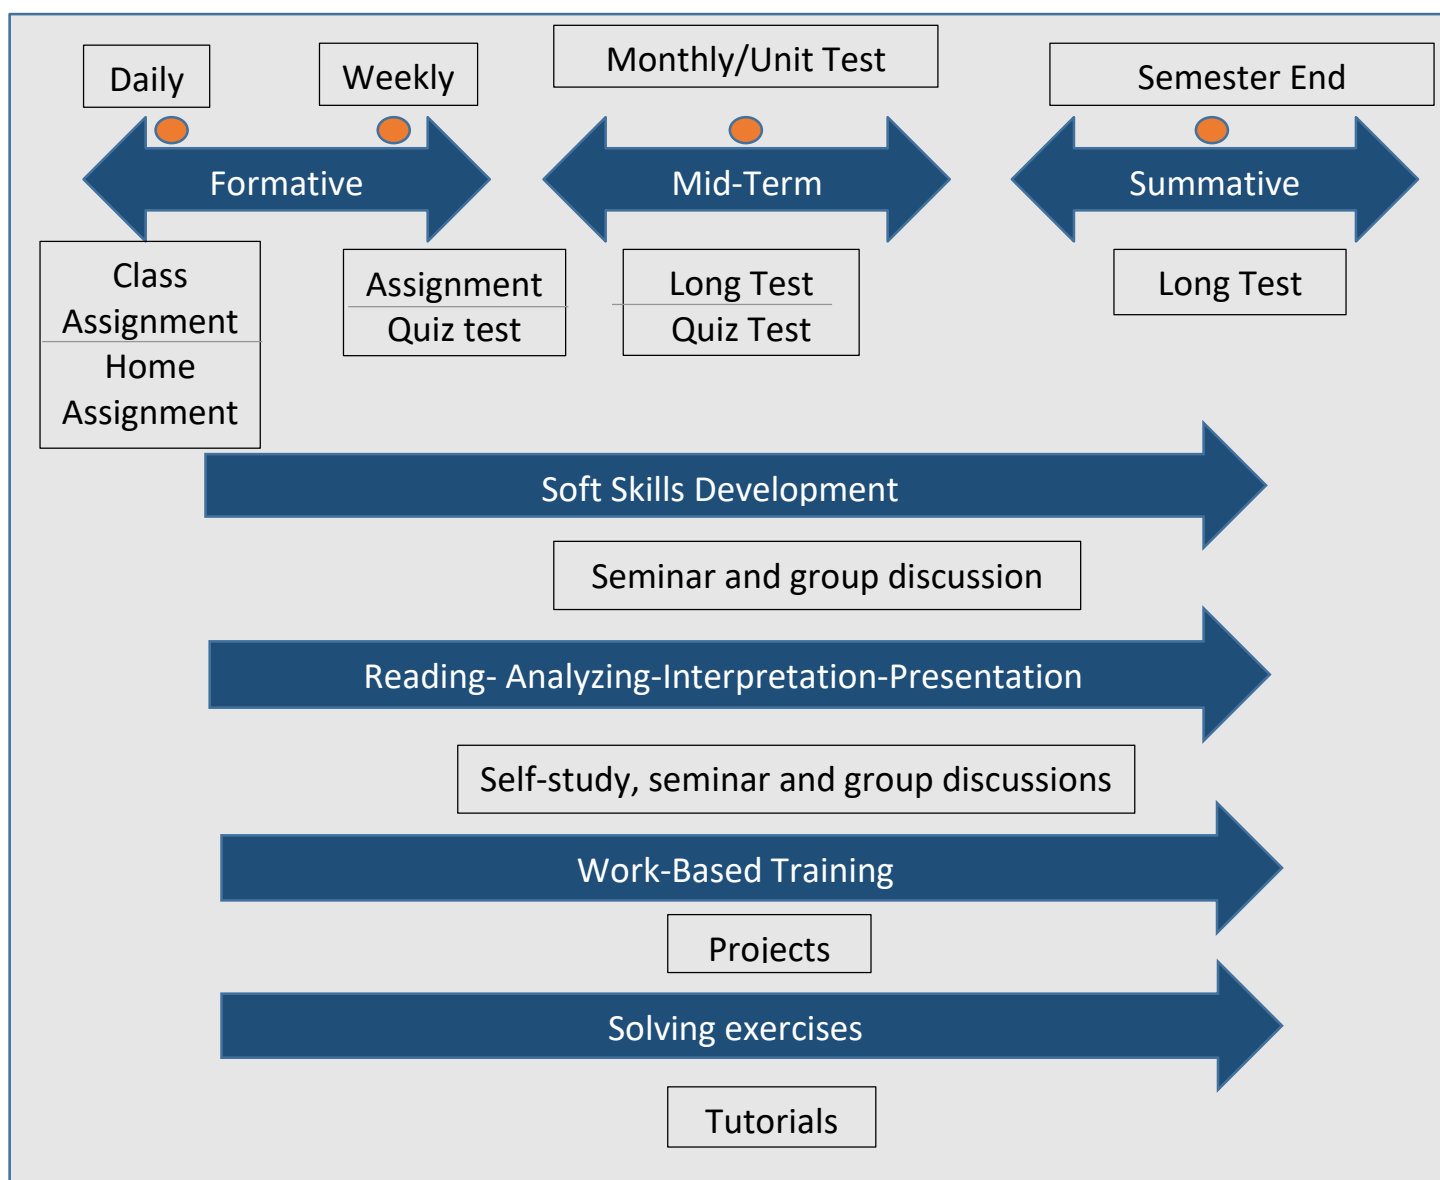 Daily
Weekly
Monthly/Unit Test
Semester End
Formative
Mid-Term
Summative
Class
Assignment
Home
Assignment
Assignment
Quiz test
Long Test
Quiz Test
Long Test
Soft Skills Development
Seminar and group discussion
Reading- Analyzing-Interpretation-Presentation
Self-study, seminar and group discussions
Work-Based Training
Projects
Solving exercises
Tutorials